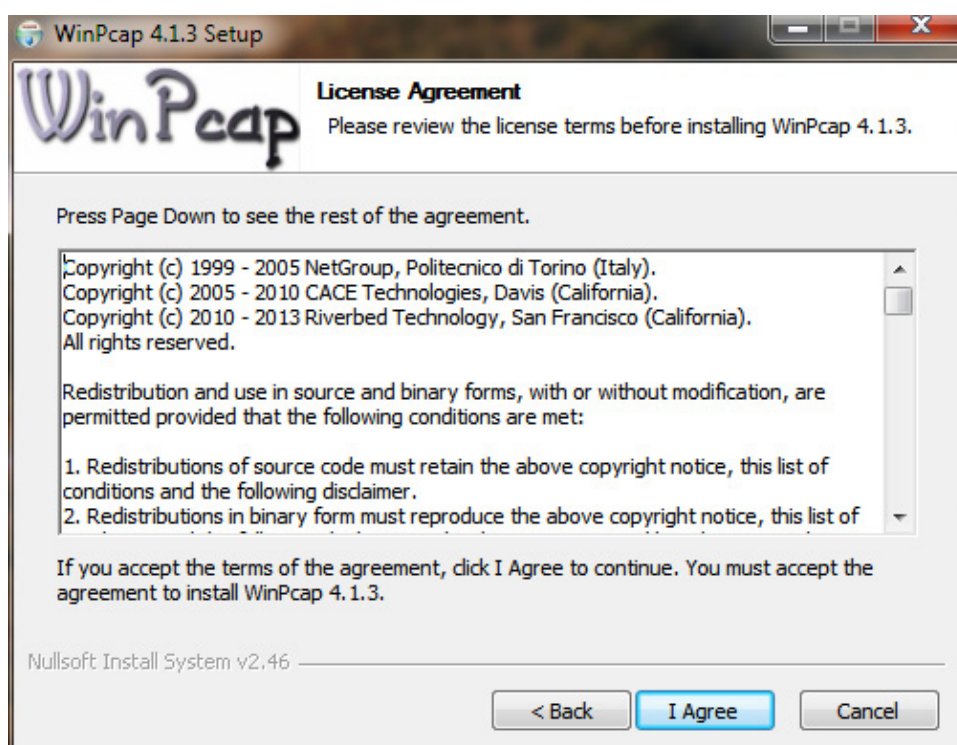 WinPcap 4.1.3 Setup
WinPcap
License Agreement
Please review the license terms before installing WinPcap 4.1.3.
Press Page Down to see the rest of the agreement.
Copyright (c) 1999 - 2005 NetGroup, Politecnico di Torino (Italy).
Copyright (c) 2005 - 2010 CACE Technologies, Davis (California).
Copyright (c) 2010 - 2013 Riverbed Technology, San Francisco (California).
All rights reserved.
Redistribution and use in source and binary forms, with or without modification, are
permitted provided that the following conditions are met:
1. Redistributions of source code must retain the above copyright notice, this list of
conditions and the following disclaimer.
2. Redistributions in binary form must reproduce the above copyright notice, this list of
If you accept the terms of the agreement, click I Agree to continue. You must accept the
agreement to install WinPcap 4.1.3.
Nullsoft Install System v2.46
< Back
I Agree
Cancel